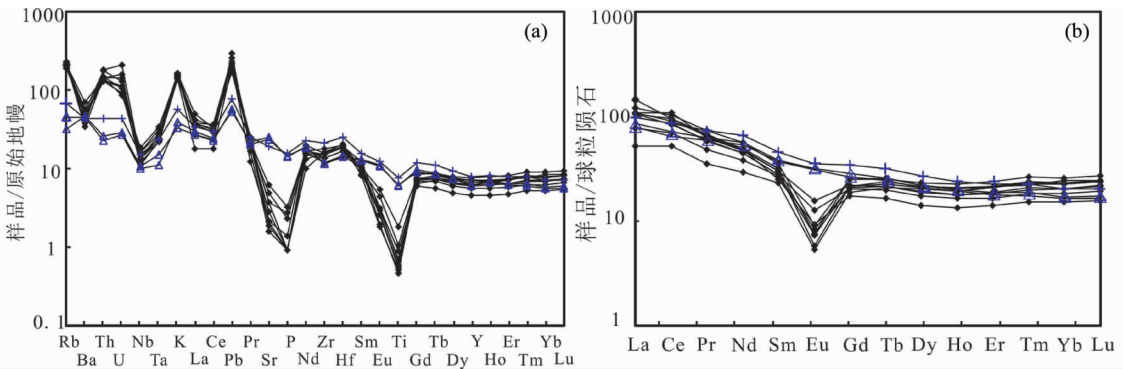 1000
100
10
1
0.1
样品/原始地幔
(a)
Rb Th Nb K Ce Pr P Zr Sm Ti Tb Y Er Yb
Ba U Ta La Pb Sr Nd Hf Eu Gd Dy Ho Tm Lu
1000
100
10
1
样品/球粒陨石
(b)
La Ce Pr Nd Sm Eu Gd Tb Dy Ho Er Tm Yb Lu